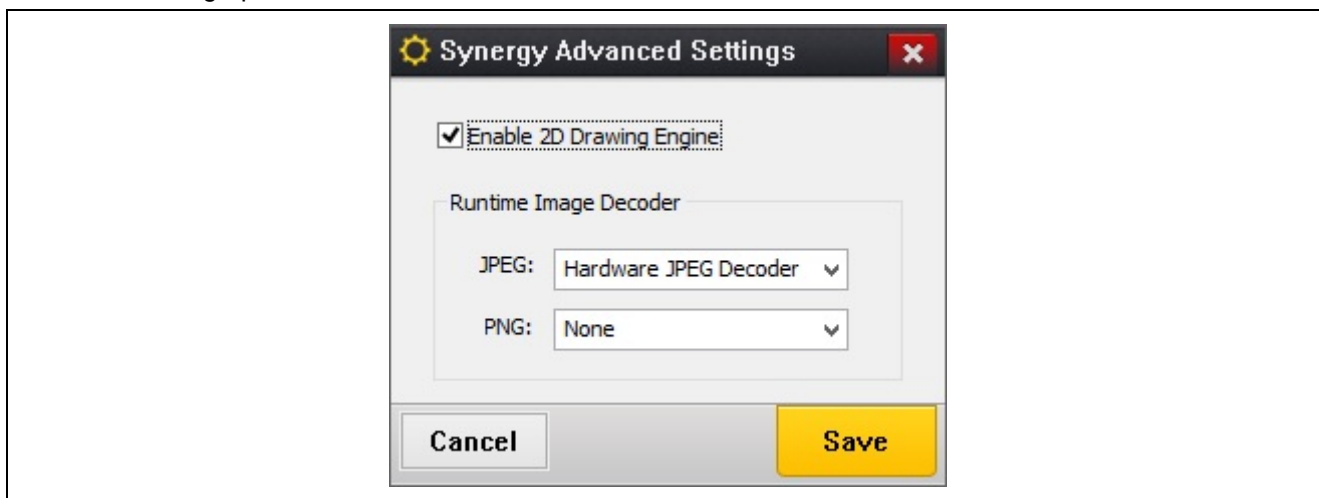 Synergy Advanced Settings
Enable 2D Drawing Engine
Runtime Image Decoder
JPEG: Hardware JPEG Decoder
PNG: None
Cancel Save